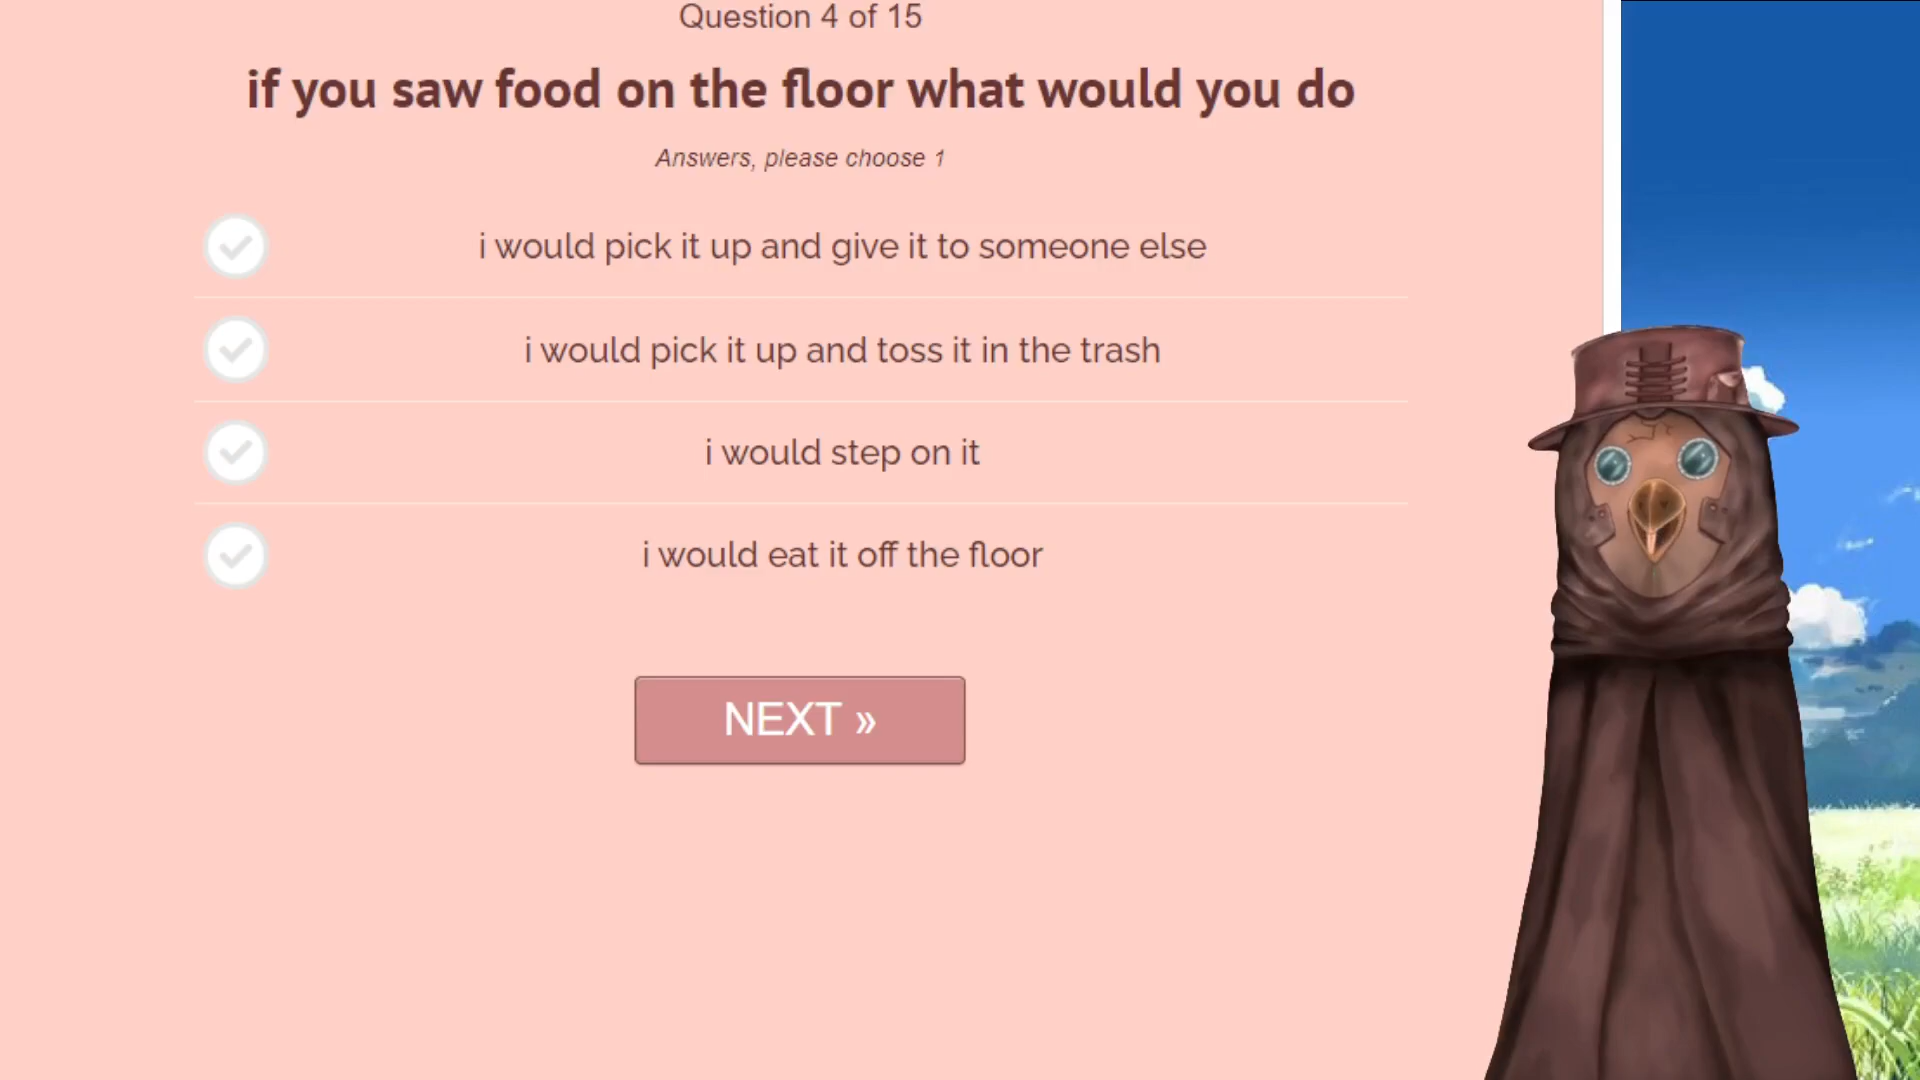 Question 4 of 15
if you saw food on the floor what would you do
Answers, please choose 1
i would pick it up and give it to someone else
i would pick it up and toss it in the trash
i would step on it
i would eat it off the floor
NEXT »